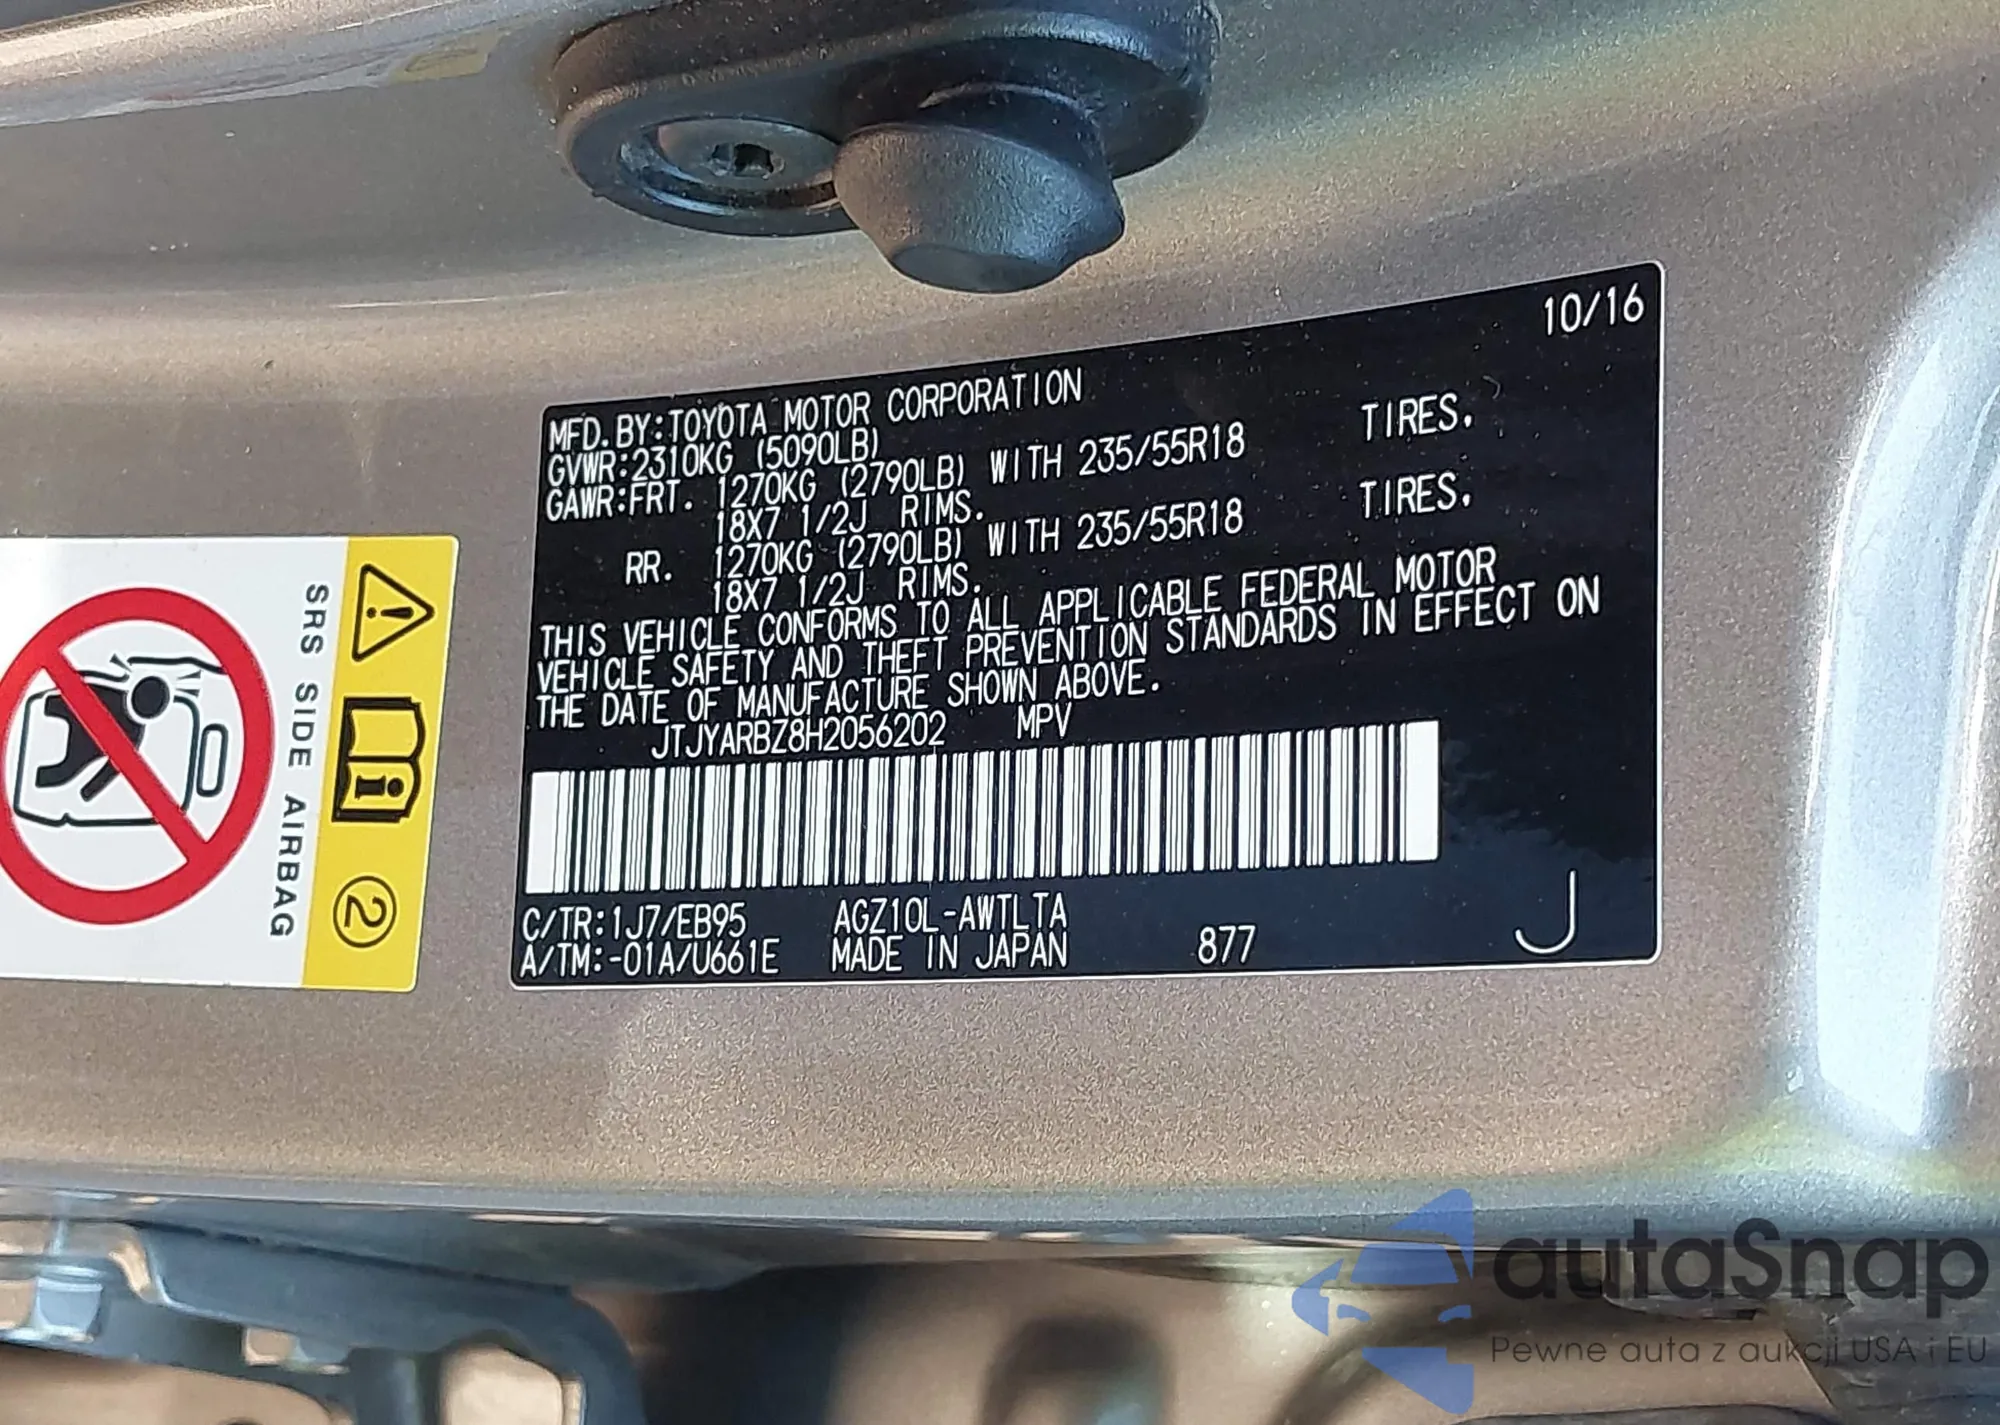 10/16
MFD. BY:TOYOTA MOTOR CORPORATION
GVWR:2310KG (5090LB)
GAWR:FRT. 1270KG (2790LB) WITH 235/55R18 TIRES.
18X7 1/2J RIMS.
RR. 1270KG (2790LB) WITH 235/55R18 TIRES.
18X7 1/2J RIMS.
THIS VEHICLE CONFORMS TO ALL APPLICABLE FEDERAL MOTOR
VEHICLE SAFETY AND THEFT PREVENTION STANDARDS IN EFFECT ON
THE DATE OF MANUFACTURE SHOWN ABOVE.
JTJYARBZ8H2056202 MPV
C/TR:1J7/EB95 AGZ10L-AWTLTA
A/TM:-01A/U661E MADE IN JAPAN 877 J
SRS SIDE AIRBAG
2
autaSnap
Pewne auta z aukcji USA i EU